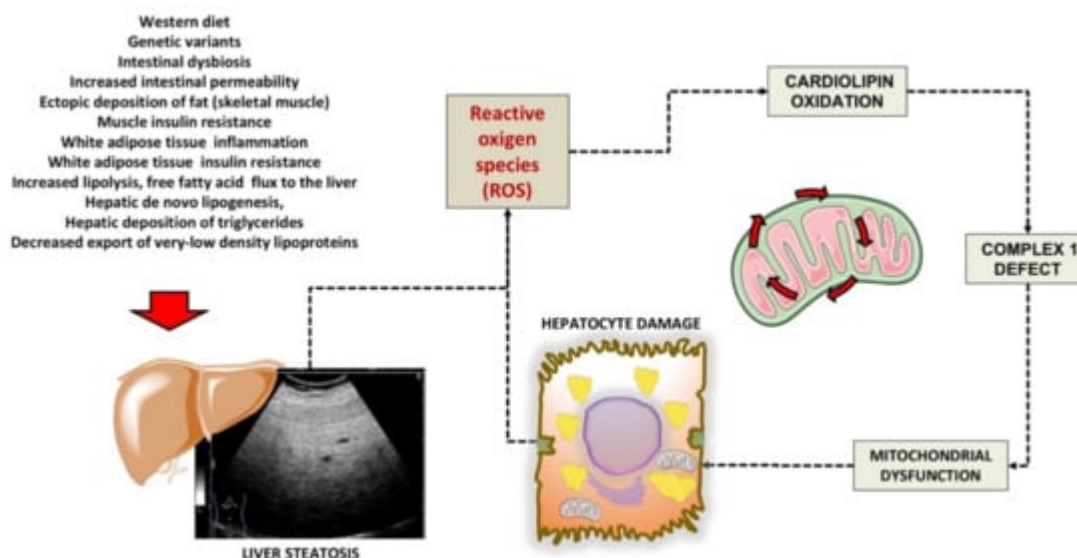 Western diet
Genetic variants
Intestinal dysbiosis
Increased intestinal permeability
Ectopic deposition of fat (skeletal muscle)
Muscle insulin resistance
White adipose tissue inflammation
White adipose tissue insulin resistance
Increased lipolysis, free fatty acid flux to the liver
Hepatic de novo lipogenesis,
Hepatic deposition of triglycerides
Decreased export of very-low density lipoproteins
Reactive
oxigen
species
(ROS)
CARDIOLIPIN
OXIDATION
COMPLEX 1
DEFECT
HEPATOCYTE DAMAGE
MITOCHONDRIAL
DYSFUNCTION
LIVER STEATOSIS